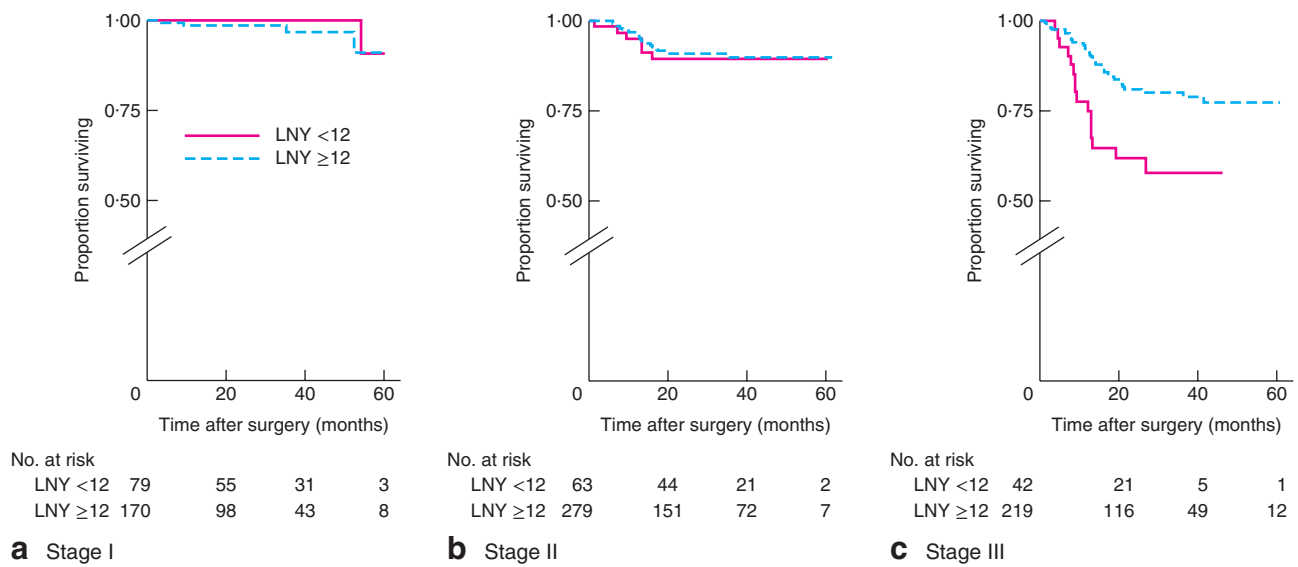 1·00
0·75
0·50
0
20
40
60
Proportion surviving
Time after surgery (months)
LNY <12
LNY ≥12
No. at risk
LNY <12 79 55 31 3
LNY ≥12 170 98 43 8
a Stage I
1·00
0·75
0·50
0
20
40
60
Proportion surviving
Time after surgery (months)
No. at risk
LNY <12 63 44 21 2
LNY ≥12 279 151 72 7
b Stage II
1·00
0·75
0·50
0
20
40
60
Proportion surviving
Time after surgery (months)
No. at risk
LNY <12 42 21 5 1
LNY ≥12 219 116 49 12
c Stage III